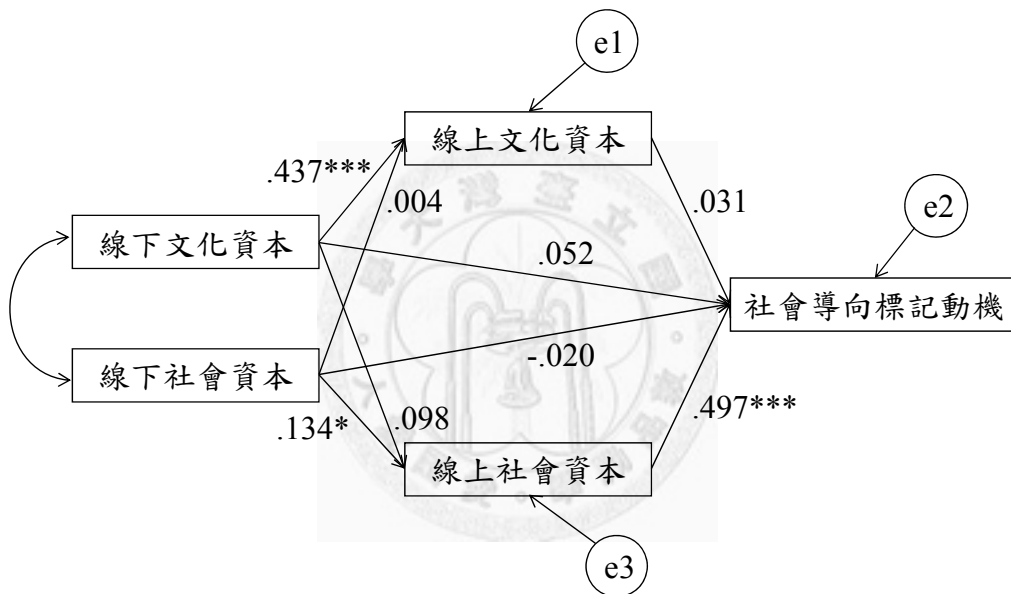 e1
線上文化資本
.437***
.004
.031
e2
線下文化資本
.052
社會導向標記動機
線下社會資本
-.020
.134*
.098
.497***
線上社會資本
e3